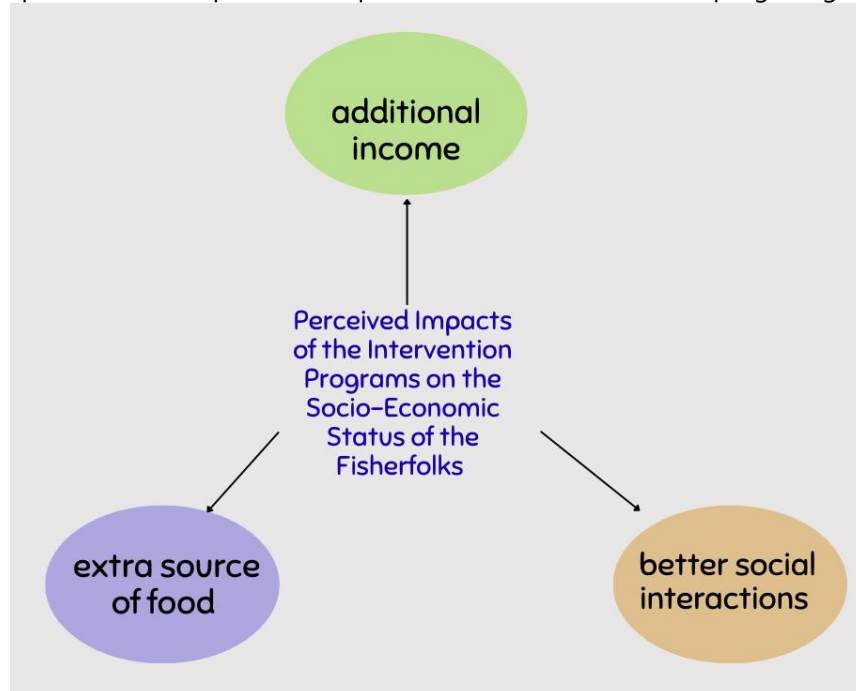 additional
income
Perceived Impacts
of the Intervention
Programs on the
Socio-Economic
Status of the
Fisherfolks
extra source
of food
better social
interactions